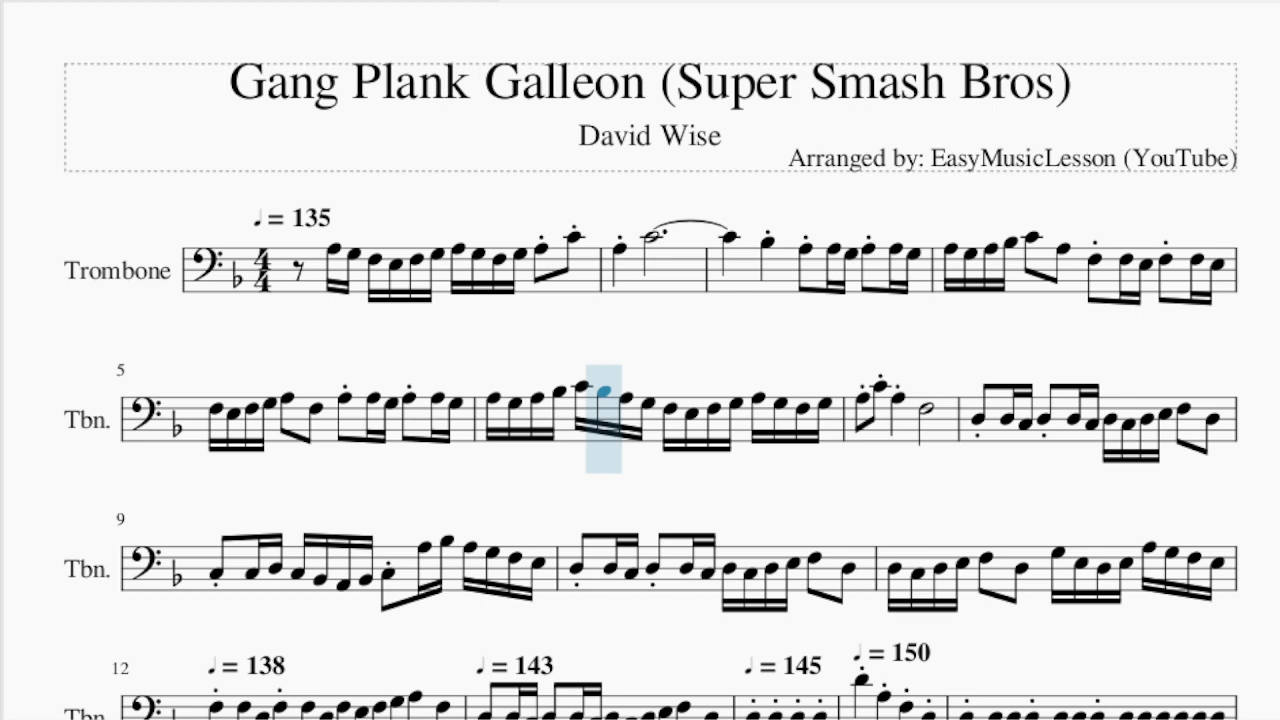 Gang Plank Galleon (Super Smash Bros)
David Wise
Arranged by: EasyMusicLesson (YouTube)
♩ = 135
Trombone
5
Tbn.
9
Tbn.
12
♩ = 138 ♩ = 143 ♩ = 145 ♩ = 150
Tbn.